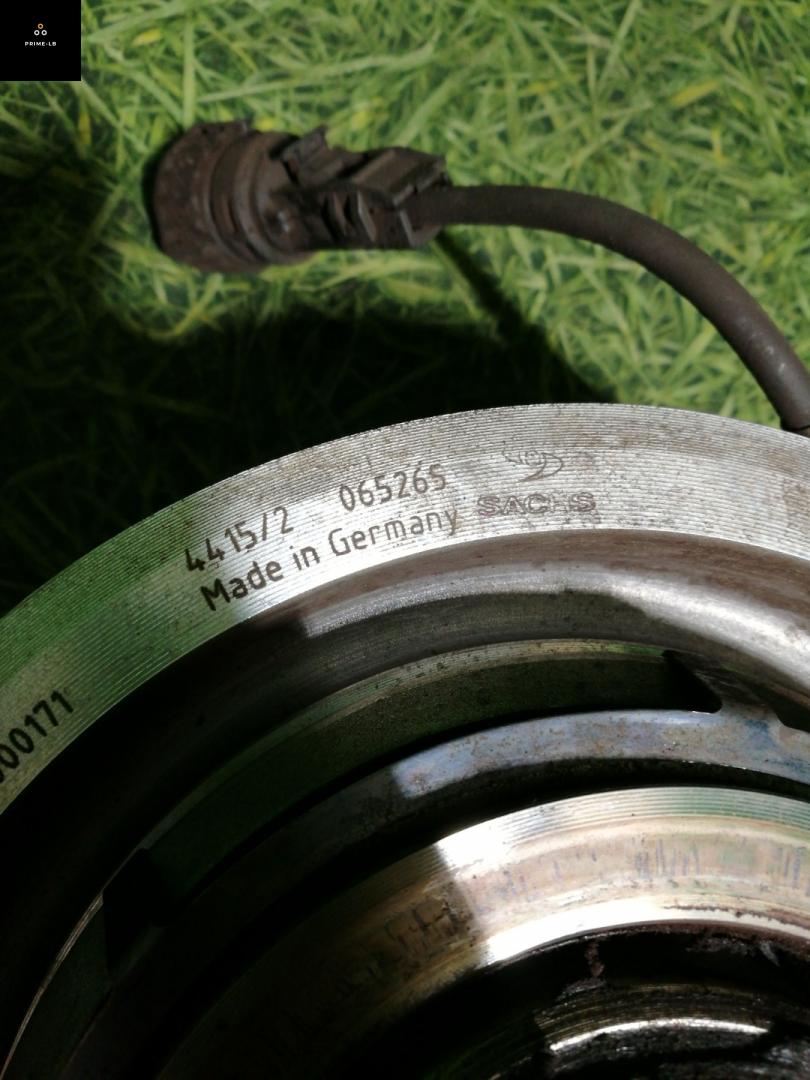 PRIME-LB
4415/2 065265
Made in Germany
SACHS
00171